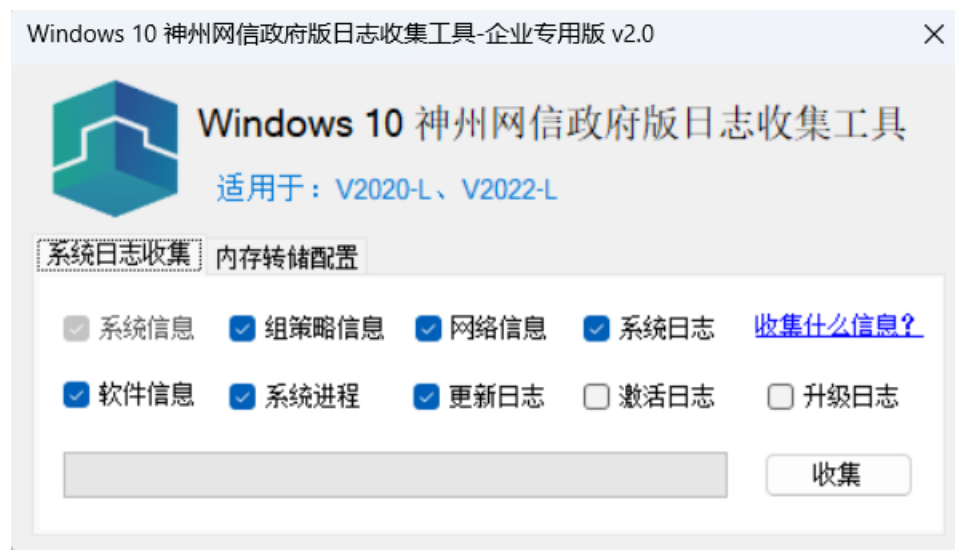 Windows 10 神州网信政府版日志收集工具-企业专用版 v2.0
Windows 10 神州网信政府版日志收集工具
适用于：V2020-L、V2022-L
系统日志收集 内存转储配置
系统信息 组策略信息 网络信息 系统日志 收集什么信息？
软件信息 系统进程 更新日志 激活日志 升级日志
收集